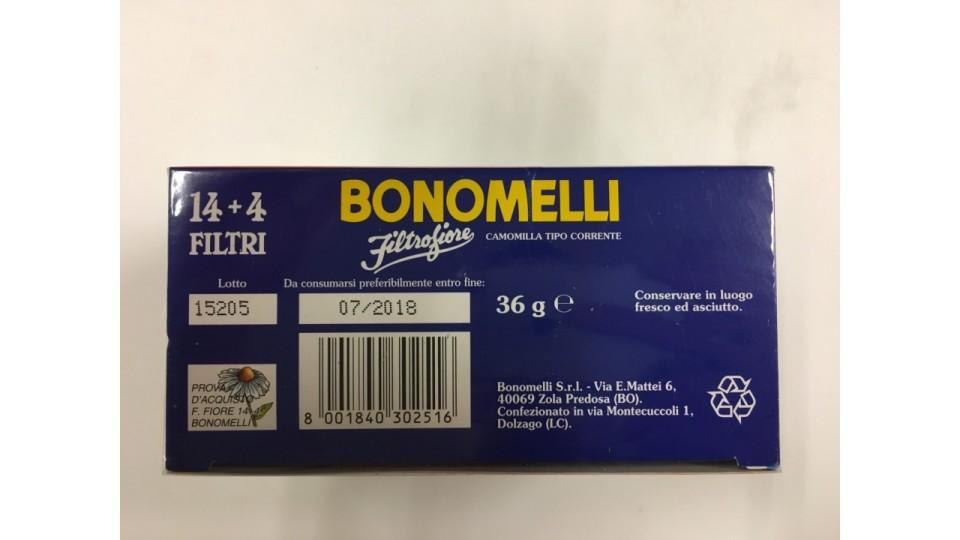 14 + 4
FILTRI
BONOMELLI
Filtrofiore
CAMOMILLA TIPO CORRENTE
Lotto
15205
Da consumarsi preferibilmente entro fine:
07/2018
36 g ℮
Conservare in luogo
fresco ed asciutto.
PROVA
D'ACQUISTO
F. FIORE 14+4
BONOMELLI
8 001840 302516
Bonomelli S.r.l. - Via E.Mattei 6,
40069 Zola Predosa (BO).
Confezionato in via Montecuccoli 1,
Dolzago (LC).